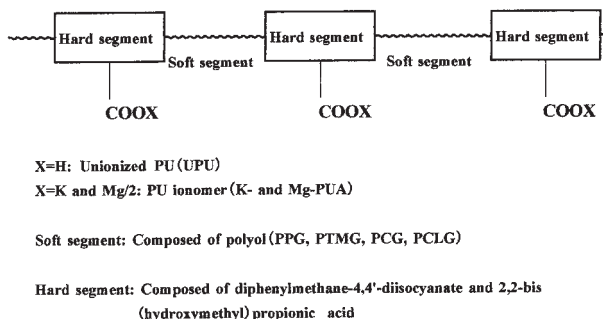 Hard segment Hard segment Hard segment
Soft segment Soft segment
COOX COOX COOX
X=H: Unionized PU(UPU)
X=K and Mg/2: PU ionomer(K- and Mg-PUA)
Soft segment: Composed of polyol(PPG, PTMG, PCG, PCLG)
Hard segment: Composed of diphenylmethane-4,4'-diisocyanate and 2,2-bis
(hydroxymethyl)propionic acid